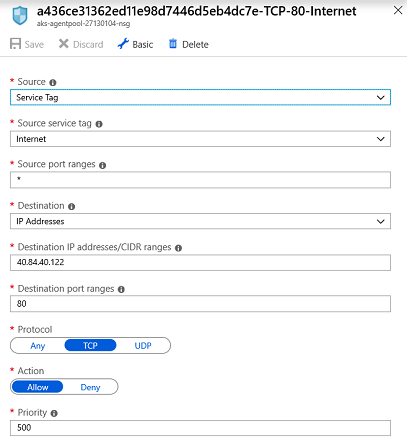 a436ce31362ed11e98d7446d5eb4dc7e-TCP-80-Internet
aks-agentpool-27130104-nsg
Save Discard Basic Delete
* Source
Service Tag
* Source service tag
Internet
* Source port ranges
*
* Destination
IP Addresses
* Destination IP addresses/CIDR ranges
40.84.40.122
* Destination port ranges
80
* Protocol
Any TCP UDP
* Action
Allow Deny
* Priority
500